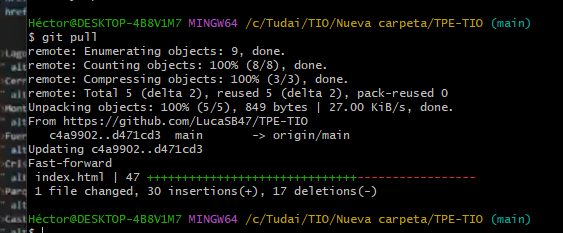 href
Héctor@DESKTOP-4B8V1M7 MINGW64 /c/Tudai/TIO/Nueva carpeta/TPE-TIO (main)
$ git pull
remote: Enumerating objects: 9, done.
remote: Counting objects: 100% (8/8), done.
remote: Compressing objects: 100% (3/3), done.
remote: Total 5 (delta 2), reused 5 (delta 2), pack-reused 0
Unpacking objects: 100% (5/5), 849 bytes | 27.00 KiB/s, done.
From https://github.com/LucaSB47/TPE-TIO
c4a9902..d471cd3 main -> origin/main
Updating c4a9902..d471cd3
Fast-forward
index.html | 47 ++++++++++++++++++++++++++++++-----------------
1 file changed, 30 insertions(+), 17 deletions(-)
Héctor@DESKTOP-4B8V1M7 MINGW64 /c/Tudai/TIO/Nueva carpeta/TPE-TIO (main)
$